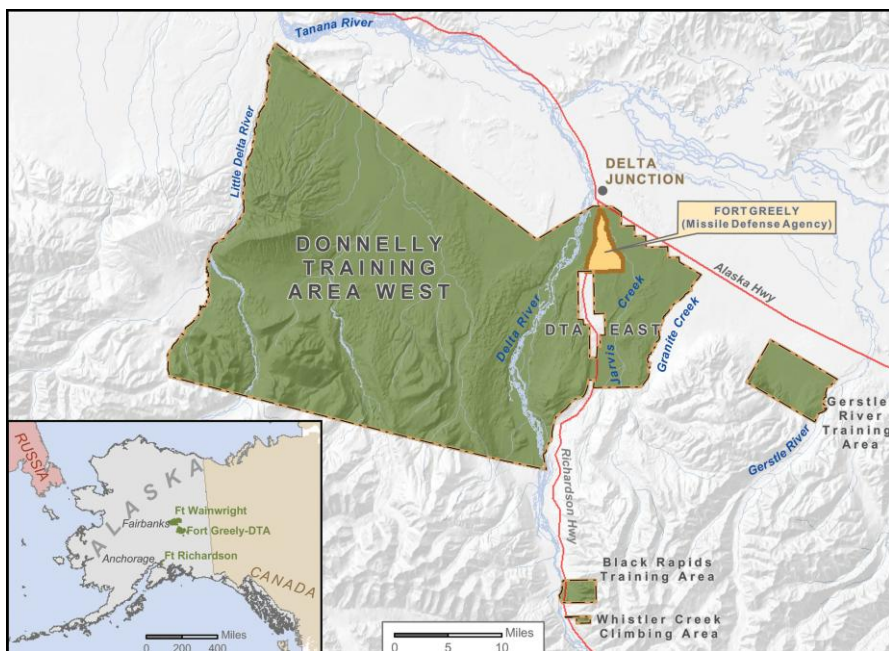 Tanana River
Little Delta River
DELTA
JUNCTION
FORT GREELY
(Missile Defense Agency)
DONNELLY
TRAINING
AREA WEST
Alaska Hwy
Delta River
Creek
DTA EAST
Jarvis
Granite Creek
Gerstle
River
Training
Area
Gerstle River
Richardson Hwy
Black Rapids
Training Area
Whistler Creek
Climbing Area
Miles
0 5 10
RUSSIA
ALASKA
Ft Wainwright
Fairbanks
Fort Greely-DTA
Anchorage
Ft Richardson
CANADA
Miles
0 200 400